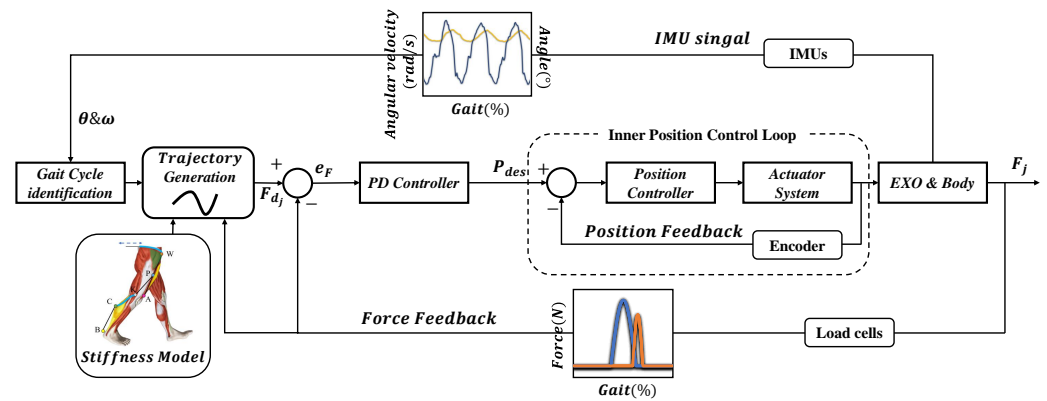 Angular velocity
(rad/s)
Angle(°)
Gait(%)
IMU singal
IMUs
θ&ω
Inner Position Control Loop
Gait Cycle
identification
Trajectory
Generation
+
F_dj
−
e_F
PD Controller
P_des
+
−
Position
Controller
Actuator
System
EXO & Body
F_j
Position Feedback
Encoder
W
P
C
A
B
Stiffness Model
Force Feedback
Force(N)
Gait(%)
Load cells